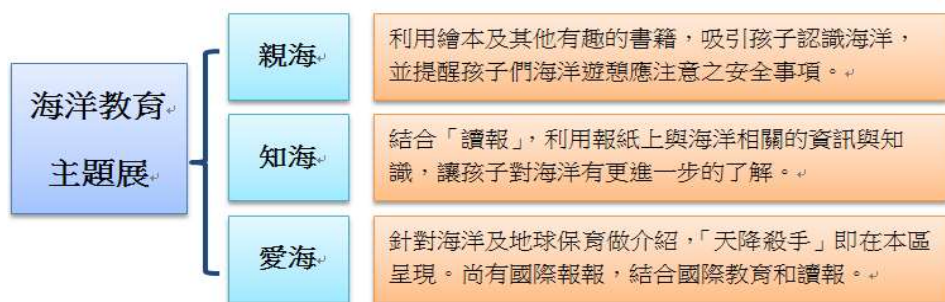 海洋教育
主題展
親海
利用繪本及其他有趣的書籍，吸引孩子認識海洋，
並提醒孩子們海洋遊憩應注意之安全事項。
知海
結合「讀報」，利用報紙上與海洋相關的資訊與知
識，讓孩子對海洋有更進一步的了解。
愛海
針對海洋及地球保育做介紹，「天降殺手」即在本區
呈現。尚有國際報報，結合國際教育和讀報。